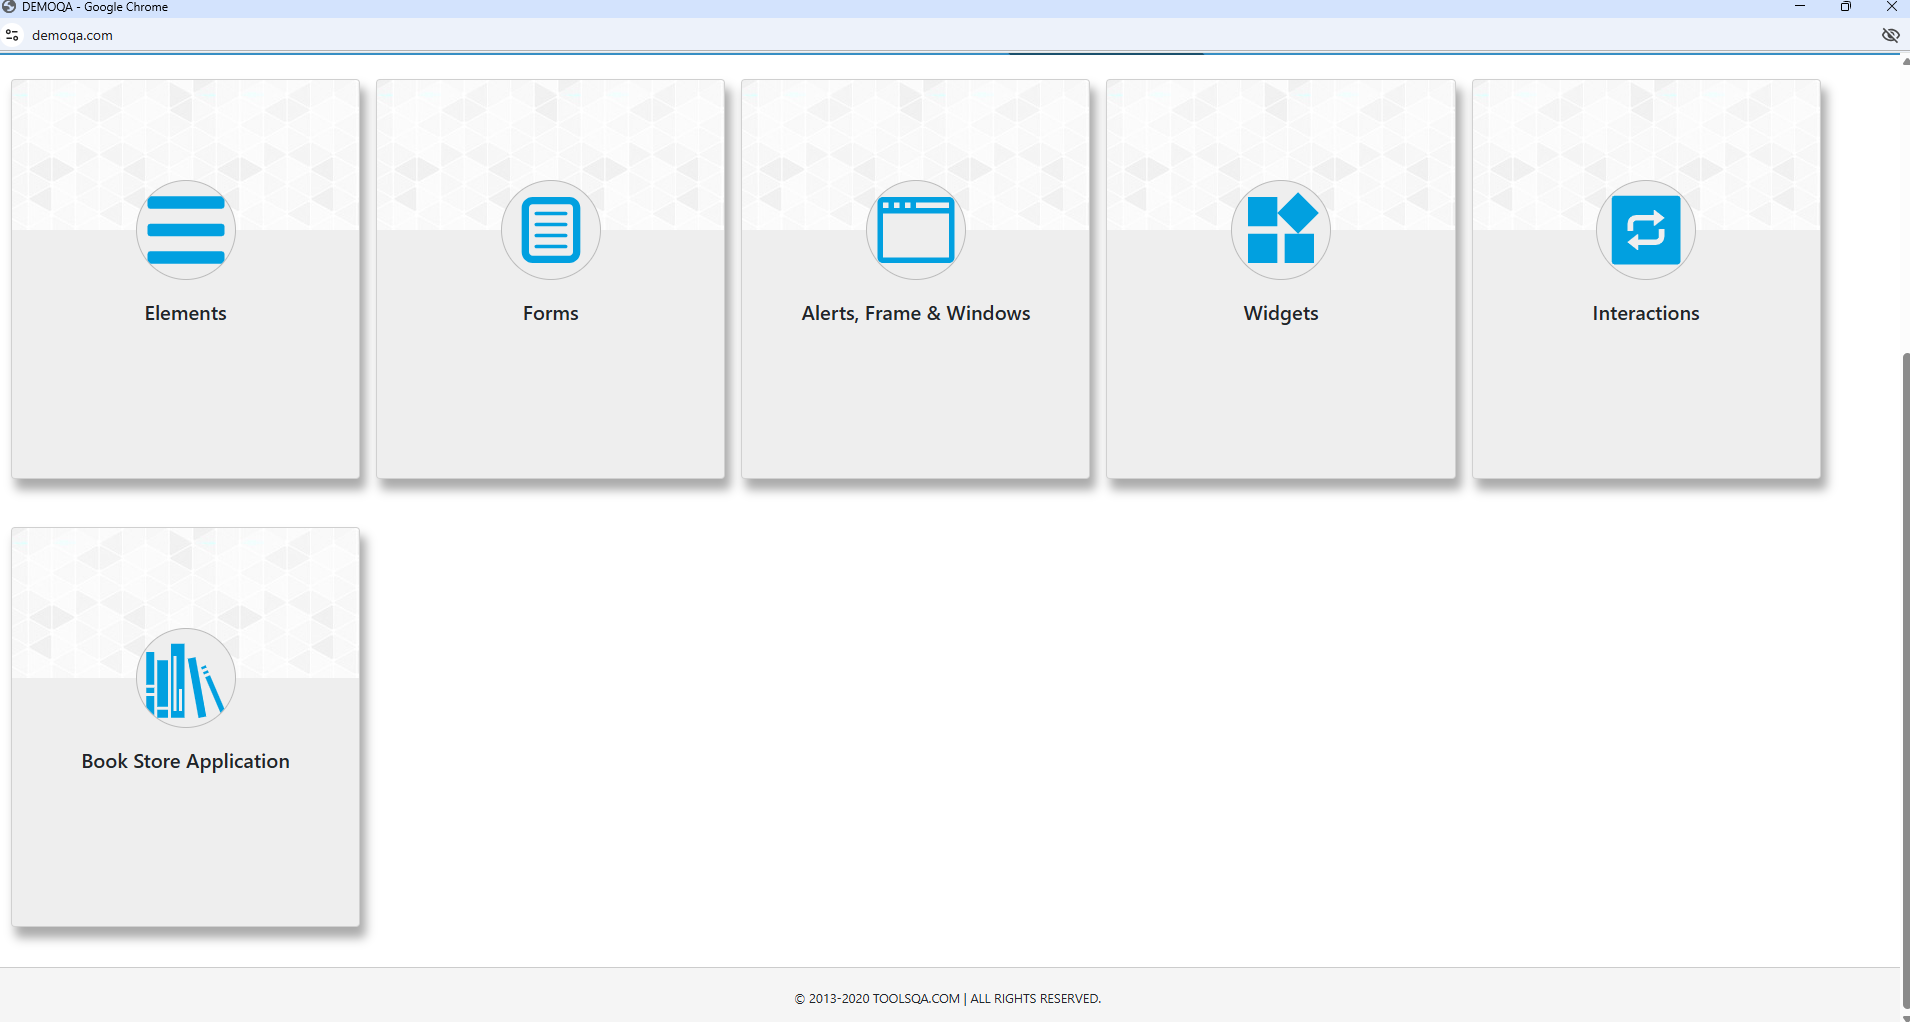 DEMOQA - Google Chrome
demoqa.com
Elements
Forms
Alerts, Frame & Windows
Widgets
Interactions
Book Store Application
© 2013-2020 TOOLSQA.COM | ALL RIGHTS RESERVED.